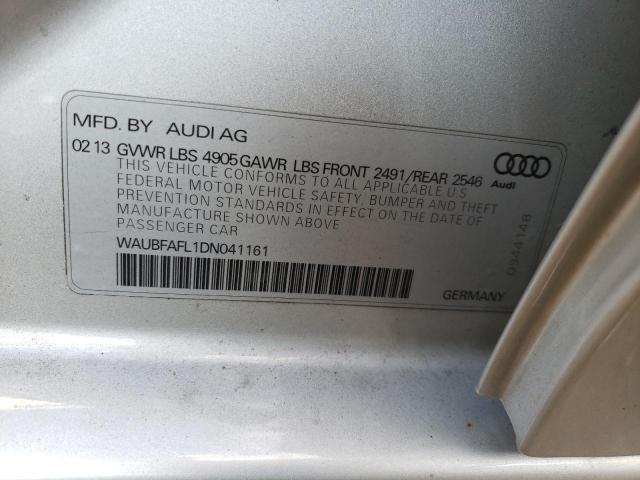 MFD. BY AUDI AG
02 13 GVWR LBS 4905 GAWR LBS FRONT 2491/REAR 2546
THIS VEHICLE CONFORMS TO ALL APPLICABLE U.S
FEDERAL MOTOR VEHICLE SAFETY, BUMPER AND THEFT
PREVENTION STANDARDS IN EFFECT ON THE DATE OF
MANUFACTURE SHOWN ABOVE
PASSENGER CAR
WAUBFAFL1DN041161
Audi
0944148
GERMANY